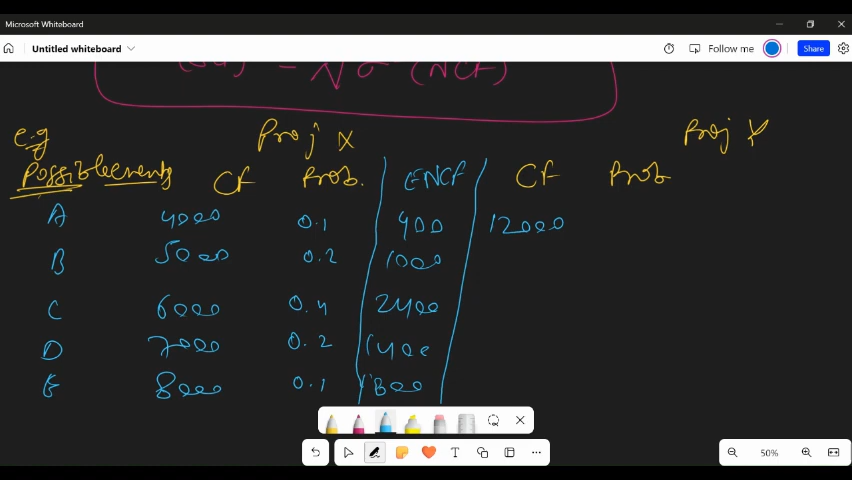 Microsoft Whiteboard
Untitled whiteboard
Follow me
Share
e.g Proj X Proj Y
Possible events CF Prob. ENCF CF Prob
A 4000 0.1 400 12000
B 5000 0.2 1000
C 6000 0.4 2400
D 7000 0.2 1400
E 8000 0.1 800
50%